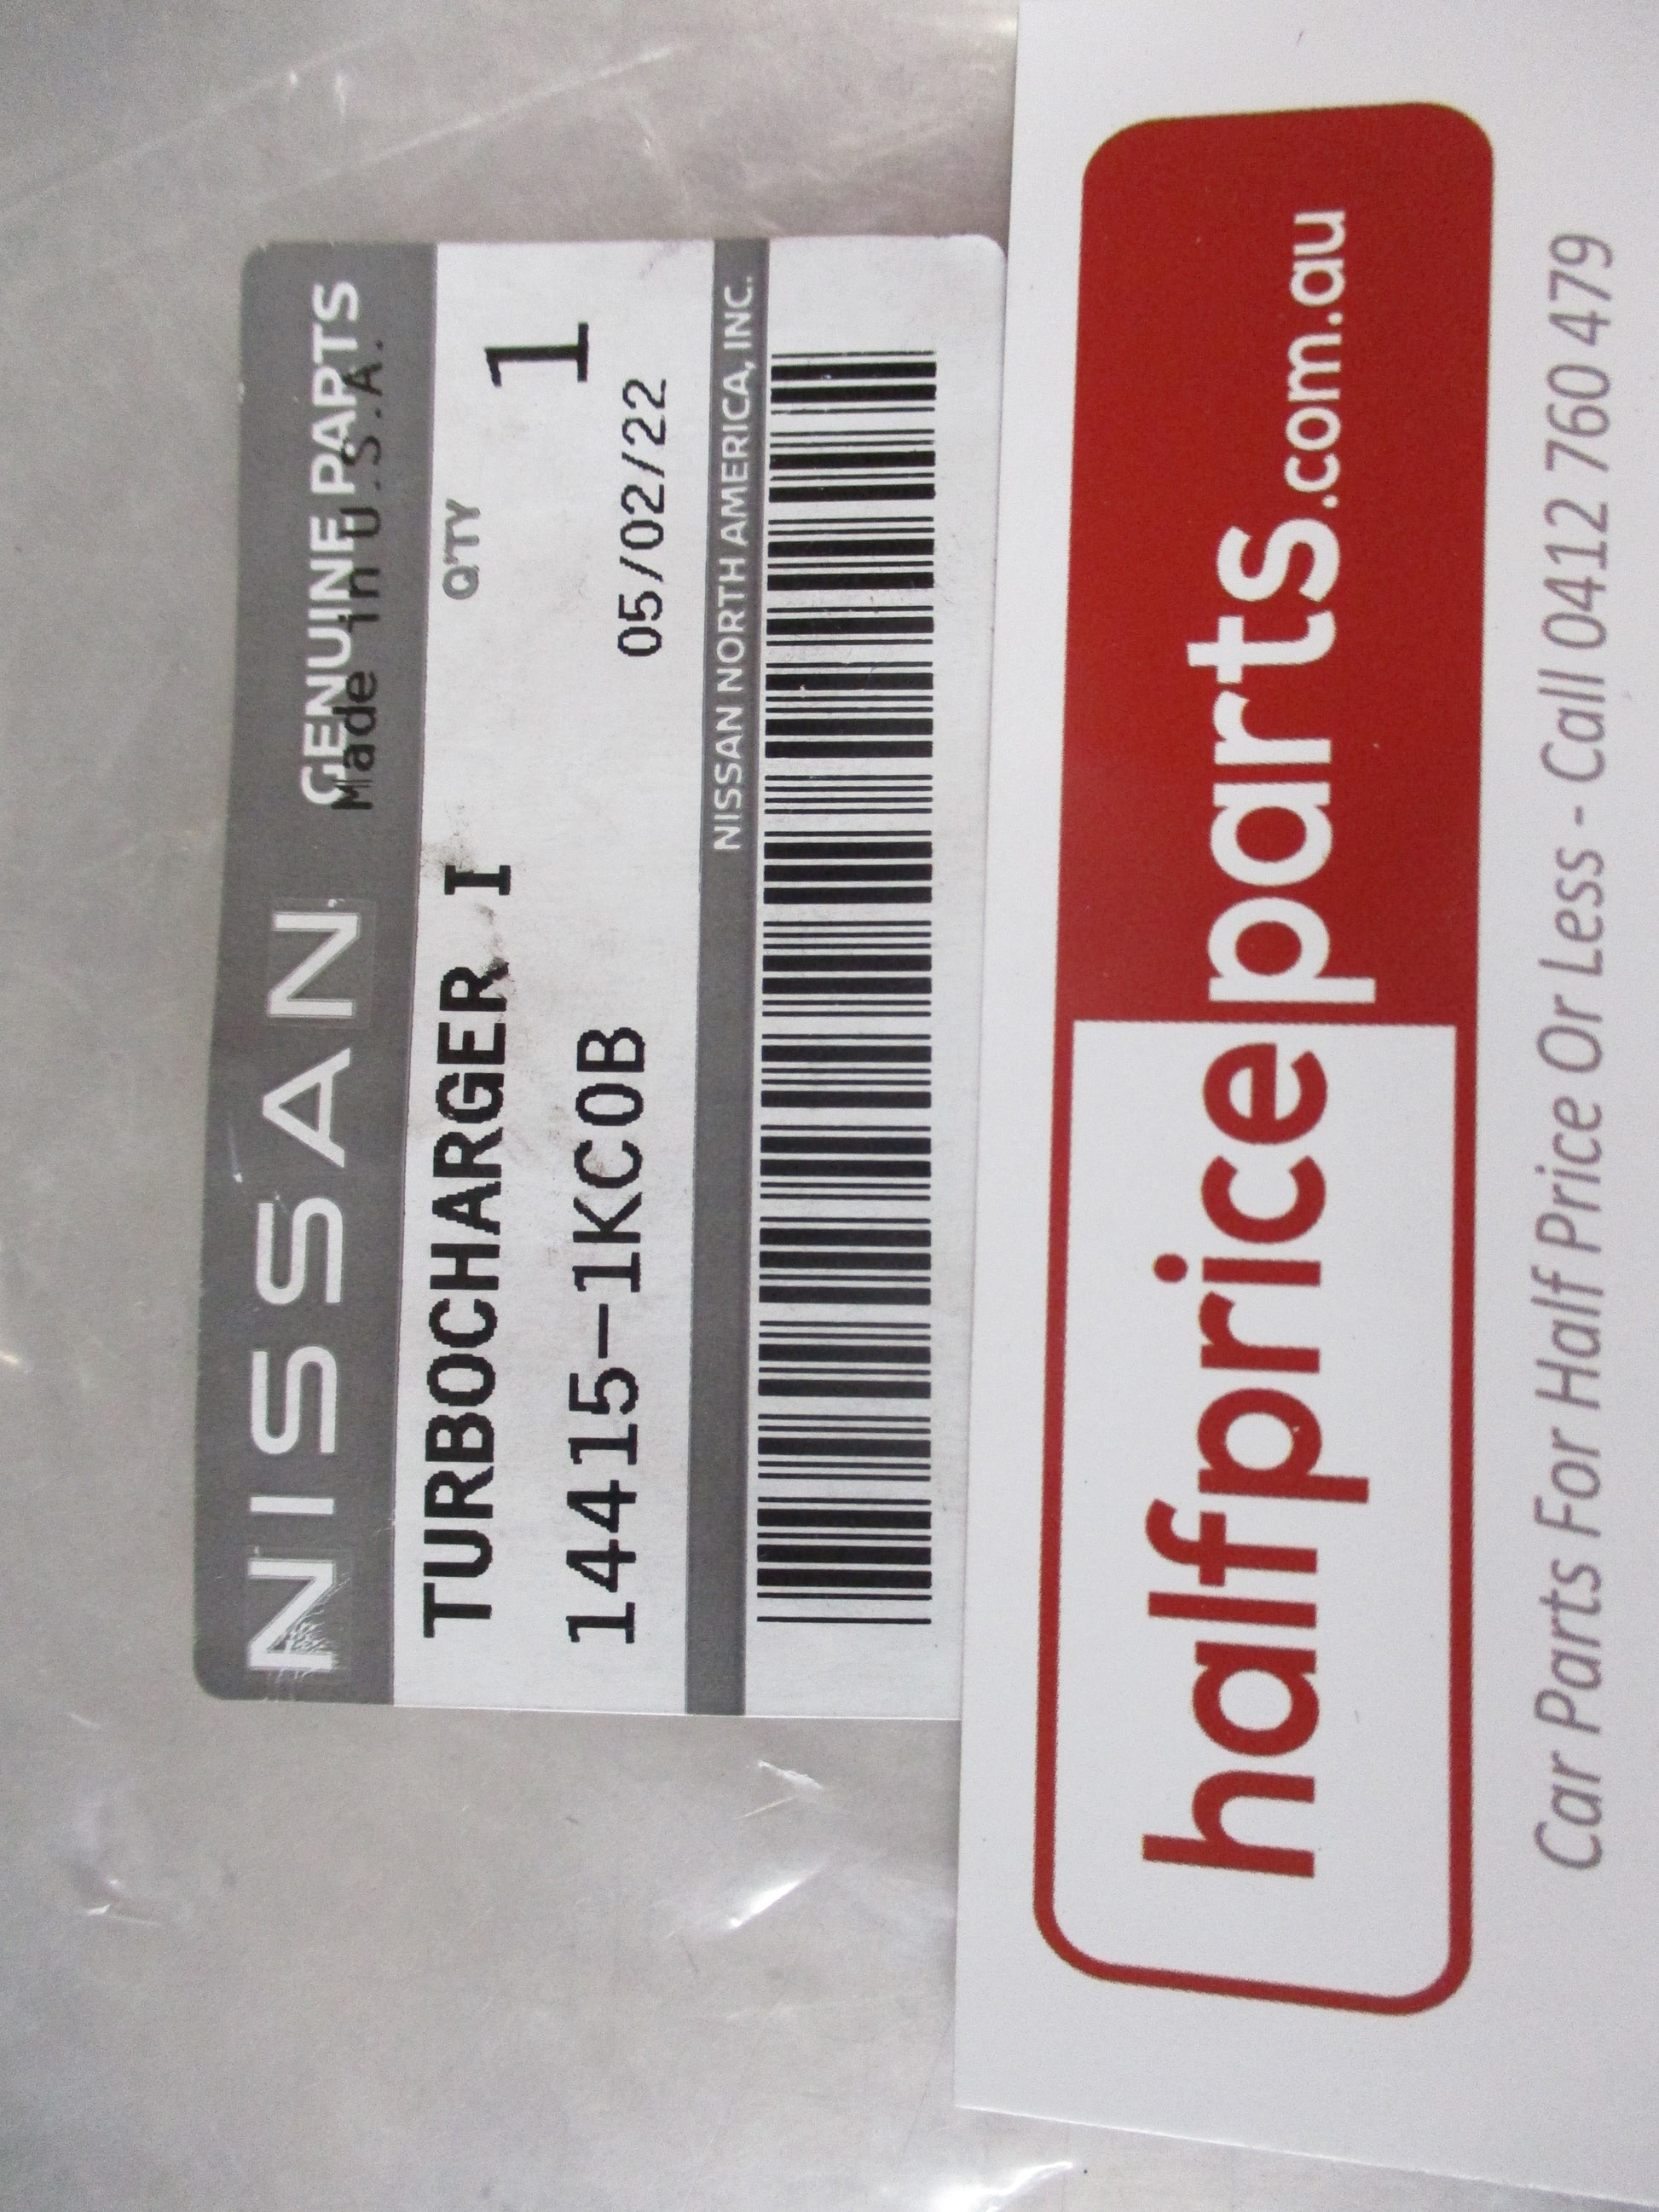 NISSAN GENUINE PARTS
Made in U.S.A.
TURBOCHARGER I
Q'TY
1
14415-1KC0B
05/02/22
NISSAN NORTH AMERICA, INC.
halfpriceparts.com.au
Car Parts For Half Price Or Less - Call 0412 760 479